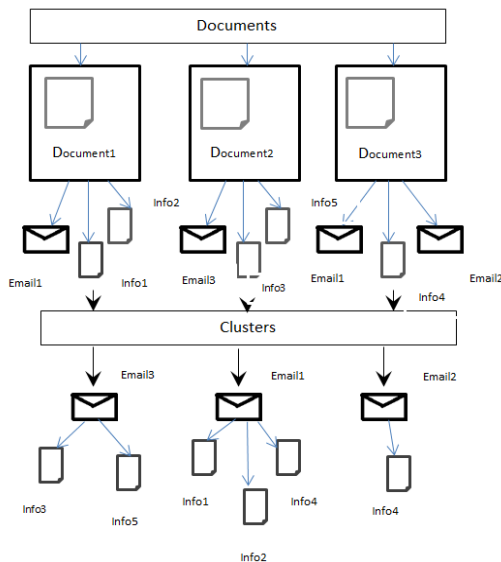 Documents
Document1
Document2
Document3
Info2
Info5
Email1
Info1
Email3
Info3
Email1
Email2
Info4
Clusters
Email3
Email1
Email2
Info3
Info5
Info1
Info4
Info4
Info2